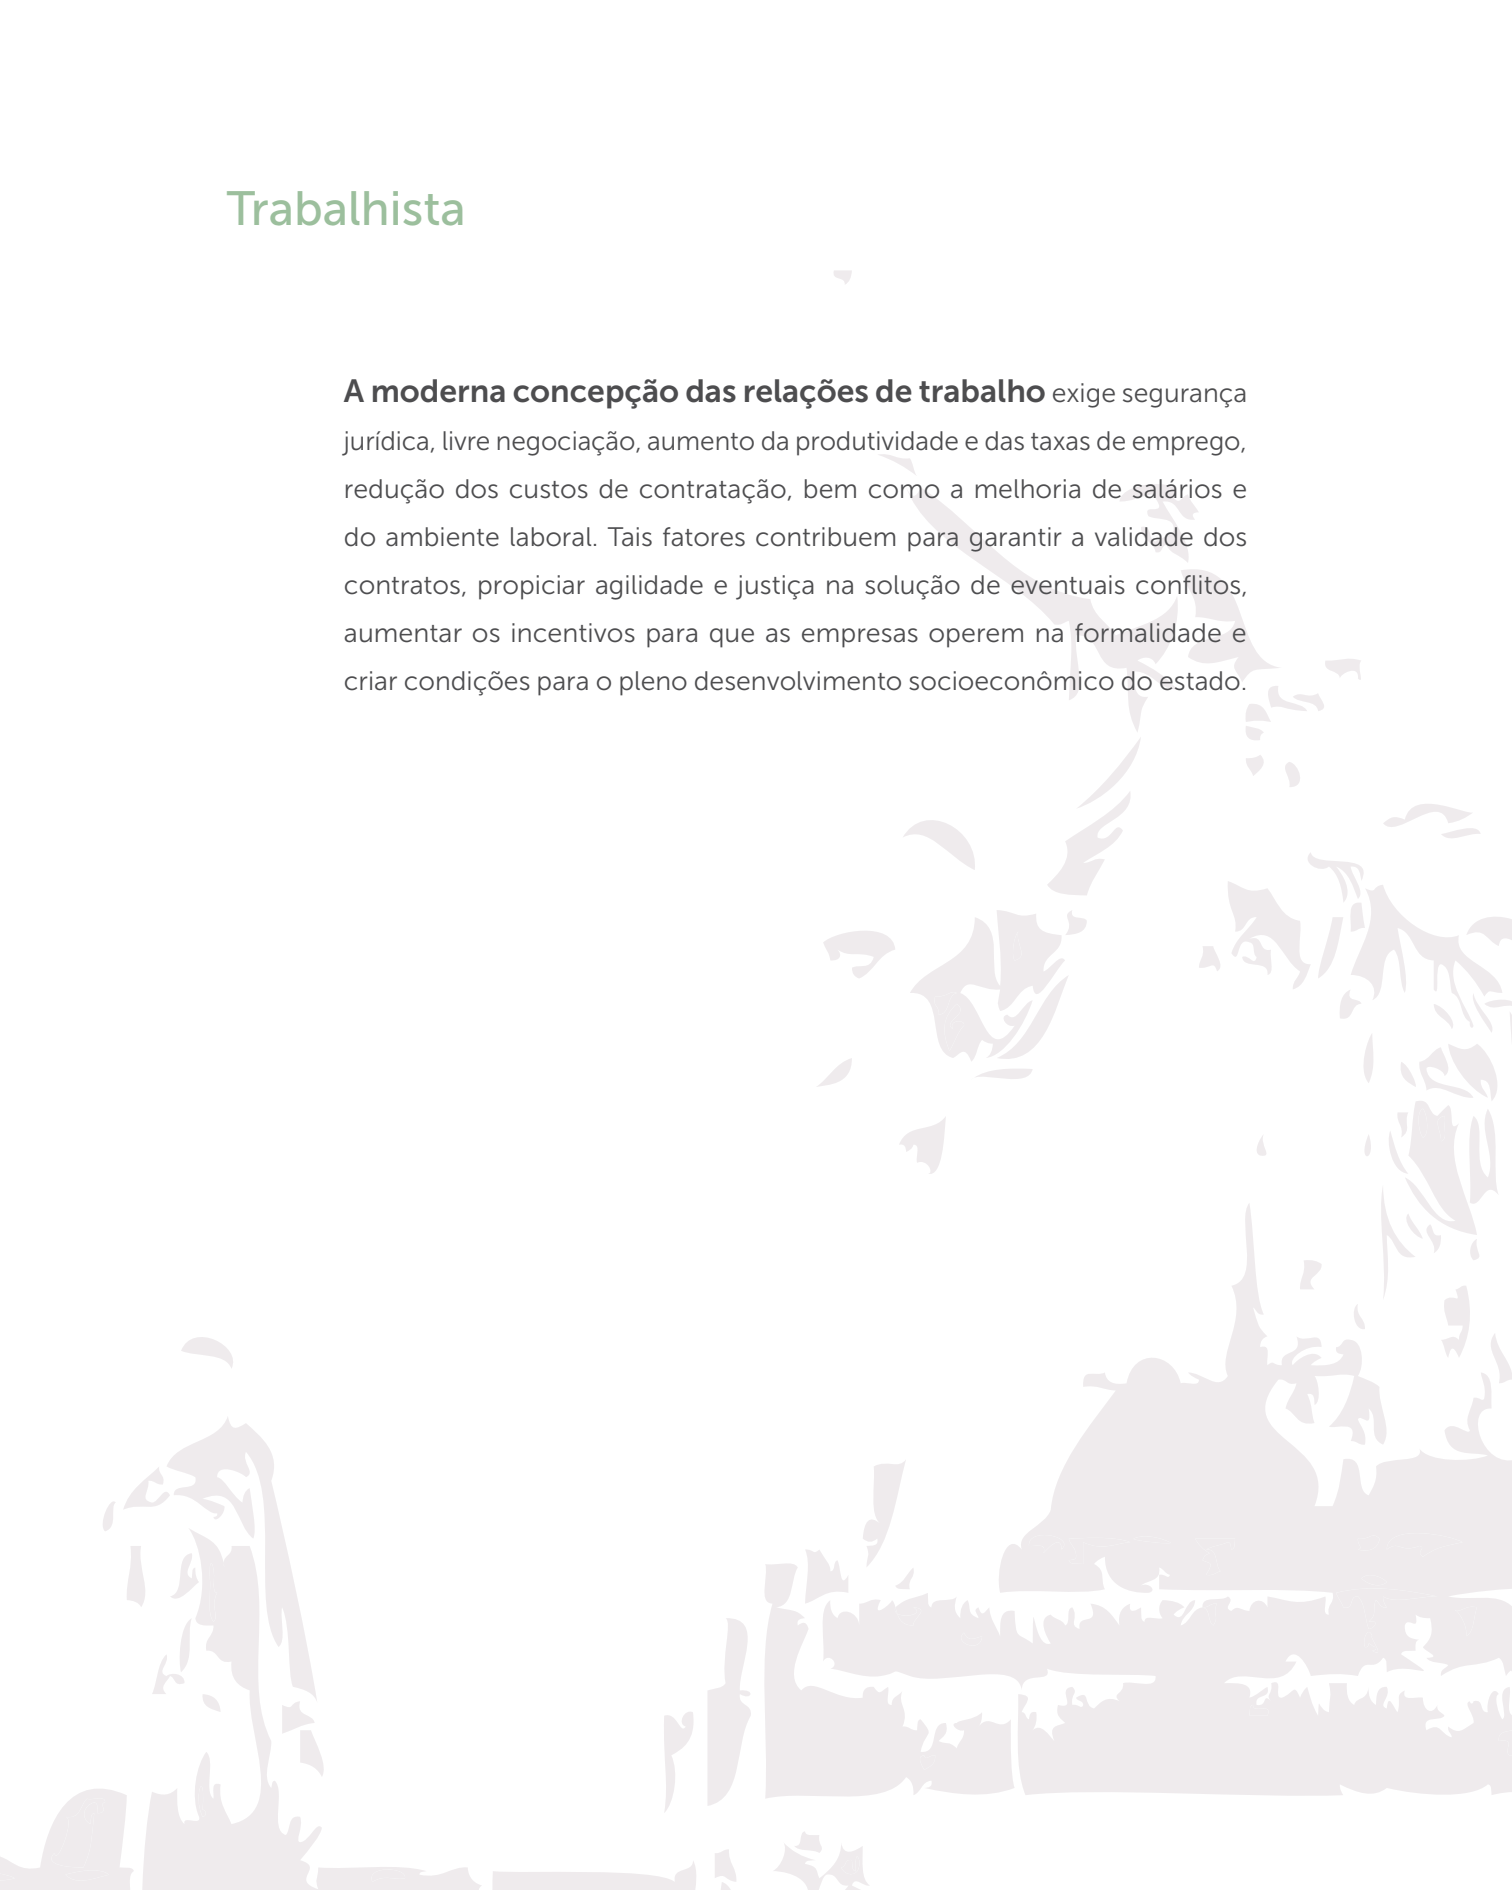 Trabalhista
A moderna concepção das relações de trabalho exige segurança
jurídica, livre negociação, aumento da produtividade e das taxas de emprego,
redução dos custos de contratação, bem como a melhoria de salários e
do ambiente laboral. Tais fatores contribuem para garantir a validade dos
contratos, propiciar agilidade e justiça na solução de eventuais conflitos,
aumentar os incentivos para que as empresas operem na formalidade e
criar condições para o pleno desenvolvimento socioeconômico do estado.